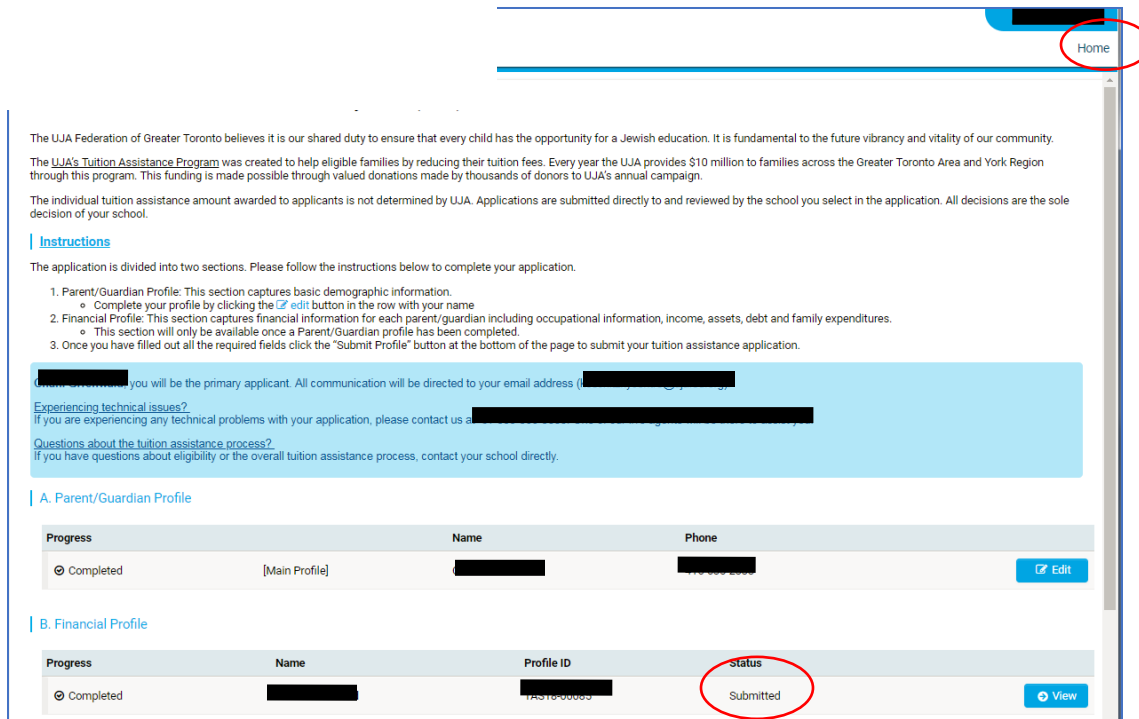 Home
The UJA Federation of Greater Toronto believes it is our shared duty to ensure that every child has the opportunity for a Jewish education. It is fundamental to the future vibrancy and vitality of our community.
The UJA's Tuition Assistance Program was created to help eligible families by reducing their tuition fees. Every year the UJA provides $10 million to families across the Greater Toronto Area and York Region
through this program. This funding is made possible through valued donations made by thousands of donors to UJA's annual campaign.
The individual tuition assistance amount awarded to applicants is not determined by UJA. Applications are submitted directly to and reviewed by the school you select in the application. All decisions are the sole
decision of your school.
Instructions
The application is divided into two sections. Please follow the instructions below to complete your application.
1. Parent/Guardian Profile: This section captures basic demographic information.
Complete your profile by clicking the edit button in the row with your name
2. Financial Profile: This section captures financial information for each parent/guardian including occupational information, income, assets, debt and family expenditures.
This section will only be available once a Parent/Guardian profile has been completed.
3. Once you have filled out all the required fields click the "Submit Profile" button at the bottom of the page to submit your tuition assistance application.
you will be the primary applicant. All communication will be directed to your email address (
Experiencing technical issues?
If you are experiencing any technical problems with your application, please contact us a
Questions about the tuition assistance process?
If you have questions about eligibility or the overall tuition assistance process, contact your school directly.
A. Parent/Guardian Profile
Progress Name Phone
Completed [Main Profile] Edit
B. Financial Profile
Progress Name Profile ID Status
Completed Submitted View